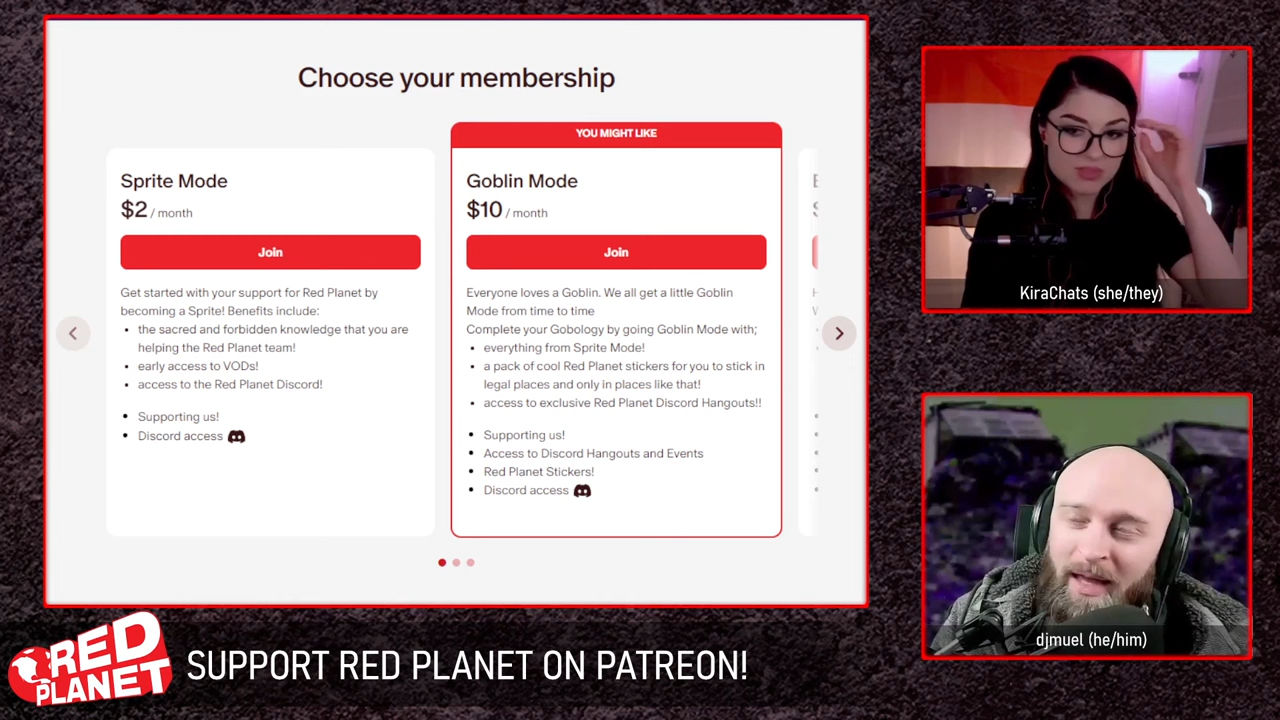 Choose your membership
Sprite Mode
$2 / month
Join
Get started with your support for Red Planet by
becoming a Sprite! Benefits include:
• the sacred and forbidden knowledge that you are
helping the Red Planet team!
• early access to VODs!
• access to the Red Planet Discord!
• Supporting us!
• Discord access
YOU MIGHT LIKE
Goblin Mode
$10 / month
Join
Everyone loves a Goblin. We all get a little Goblin
Mode from time to time
Complete your Gobology by going Goblin Mode with;
• everything from Sprite Mode!
• a pack of cool Red Planet stickers for you to stick in
legal places and only in places like that!
• access to exclusive Red Planet Discord Hangouts!!
• Supporting us!
• Access to Discord Hangouts and Events
• Red Planet Stickers!
• Discord access
KiraChats (she/they)
djmuel (he/him)
RED
PLANET
SUPPORT RED PLANET ON PATREON!